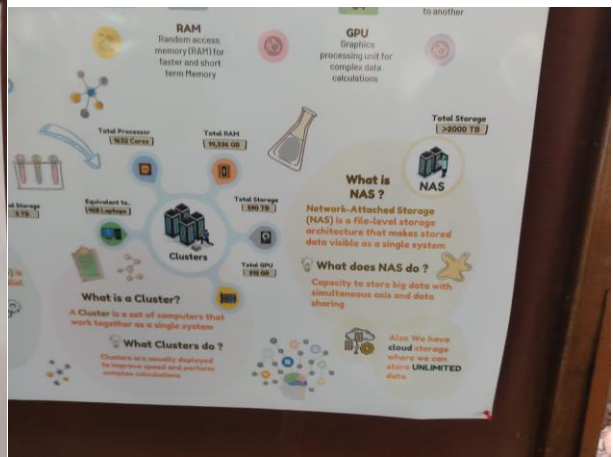 to another
RAM
Random access
memory (RAM) for
faster and short
term Memory
GPU
Graphics
processing unit for
complex data
calculations
Total Processor
Cores
Total RAM
14,336 GB
Total Storage
>2000 TB
NAS
Total Storage
TB
Equivalent to..
Laptops
Total Storage
TB
Clusters
Total GPU
512 GB
What is
NAS ?
Network-Attached Storage
(NAS) is a file-level storage
architecture that makes stored
data visible as a single system
What does NAS do ?
Capacity to store big data with
simultaneous axis and data
sharing
What is a Cluster?
A Cluster is a set of computers that
work together as a single system
What Clusters do ?
Clusters are usually deployed
to improve speed and perform
complex calculations
Also We have
cloud storage
where we can
store UNLIMITED
data